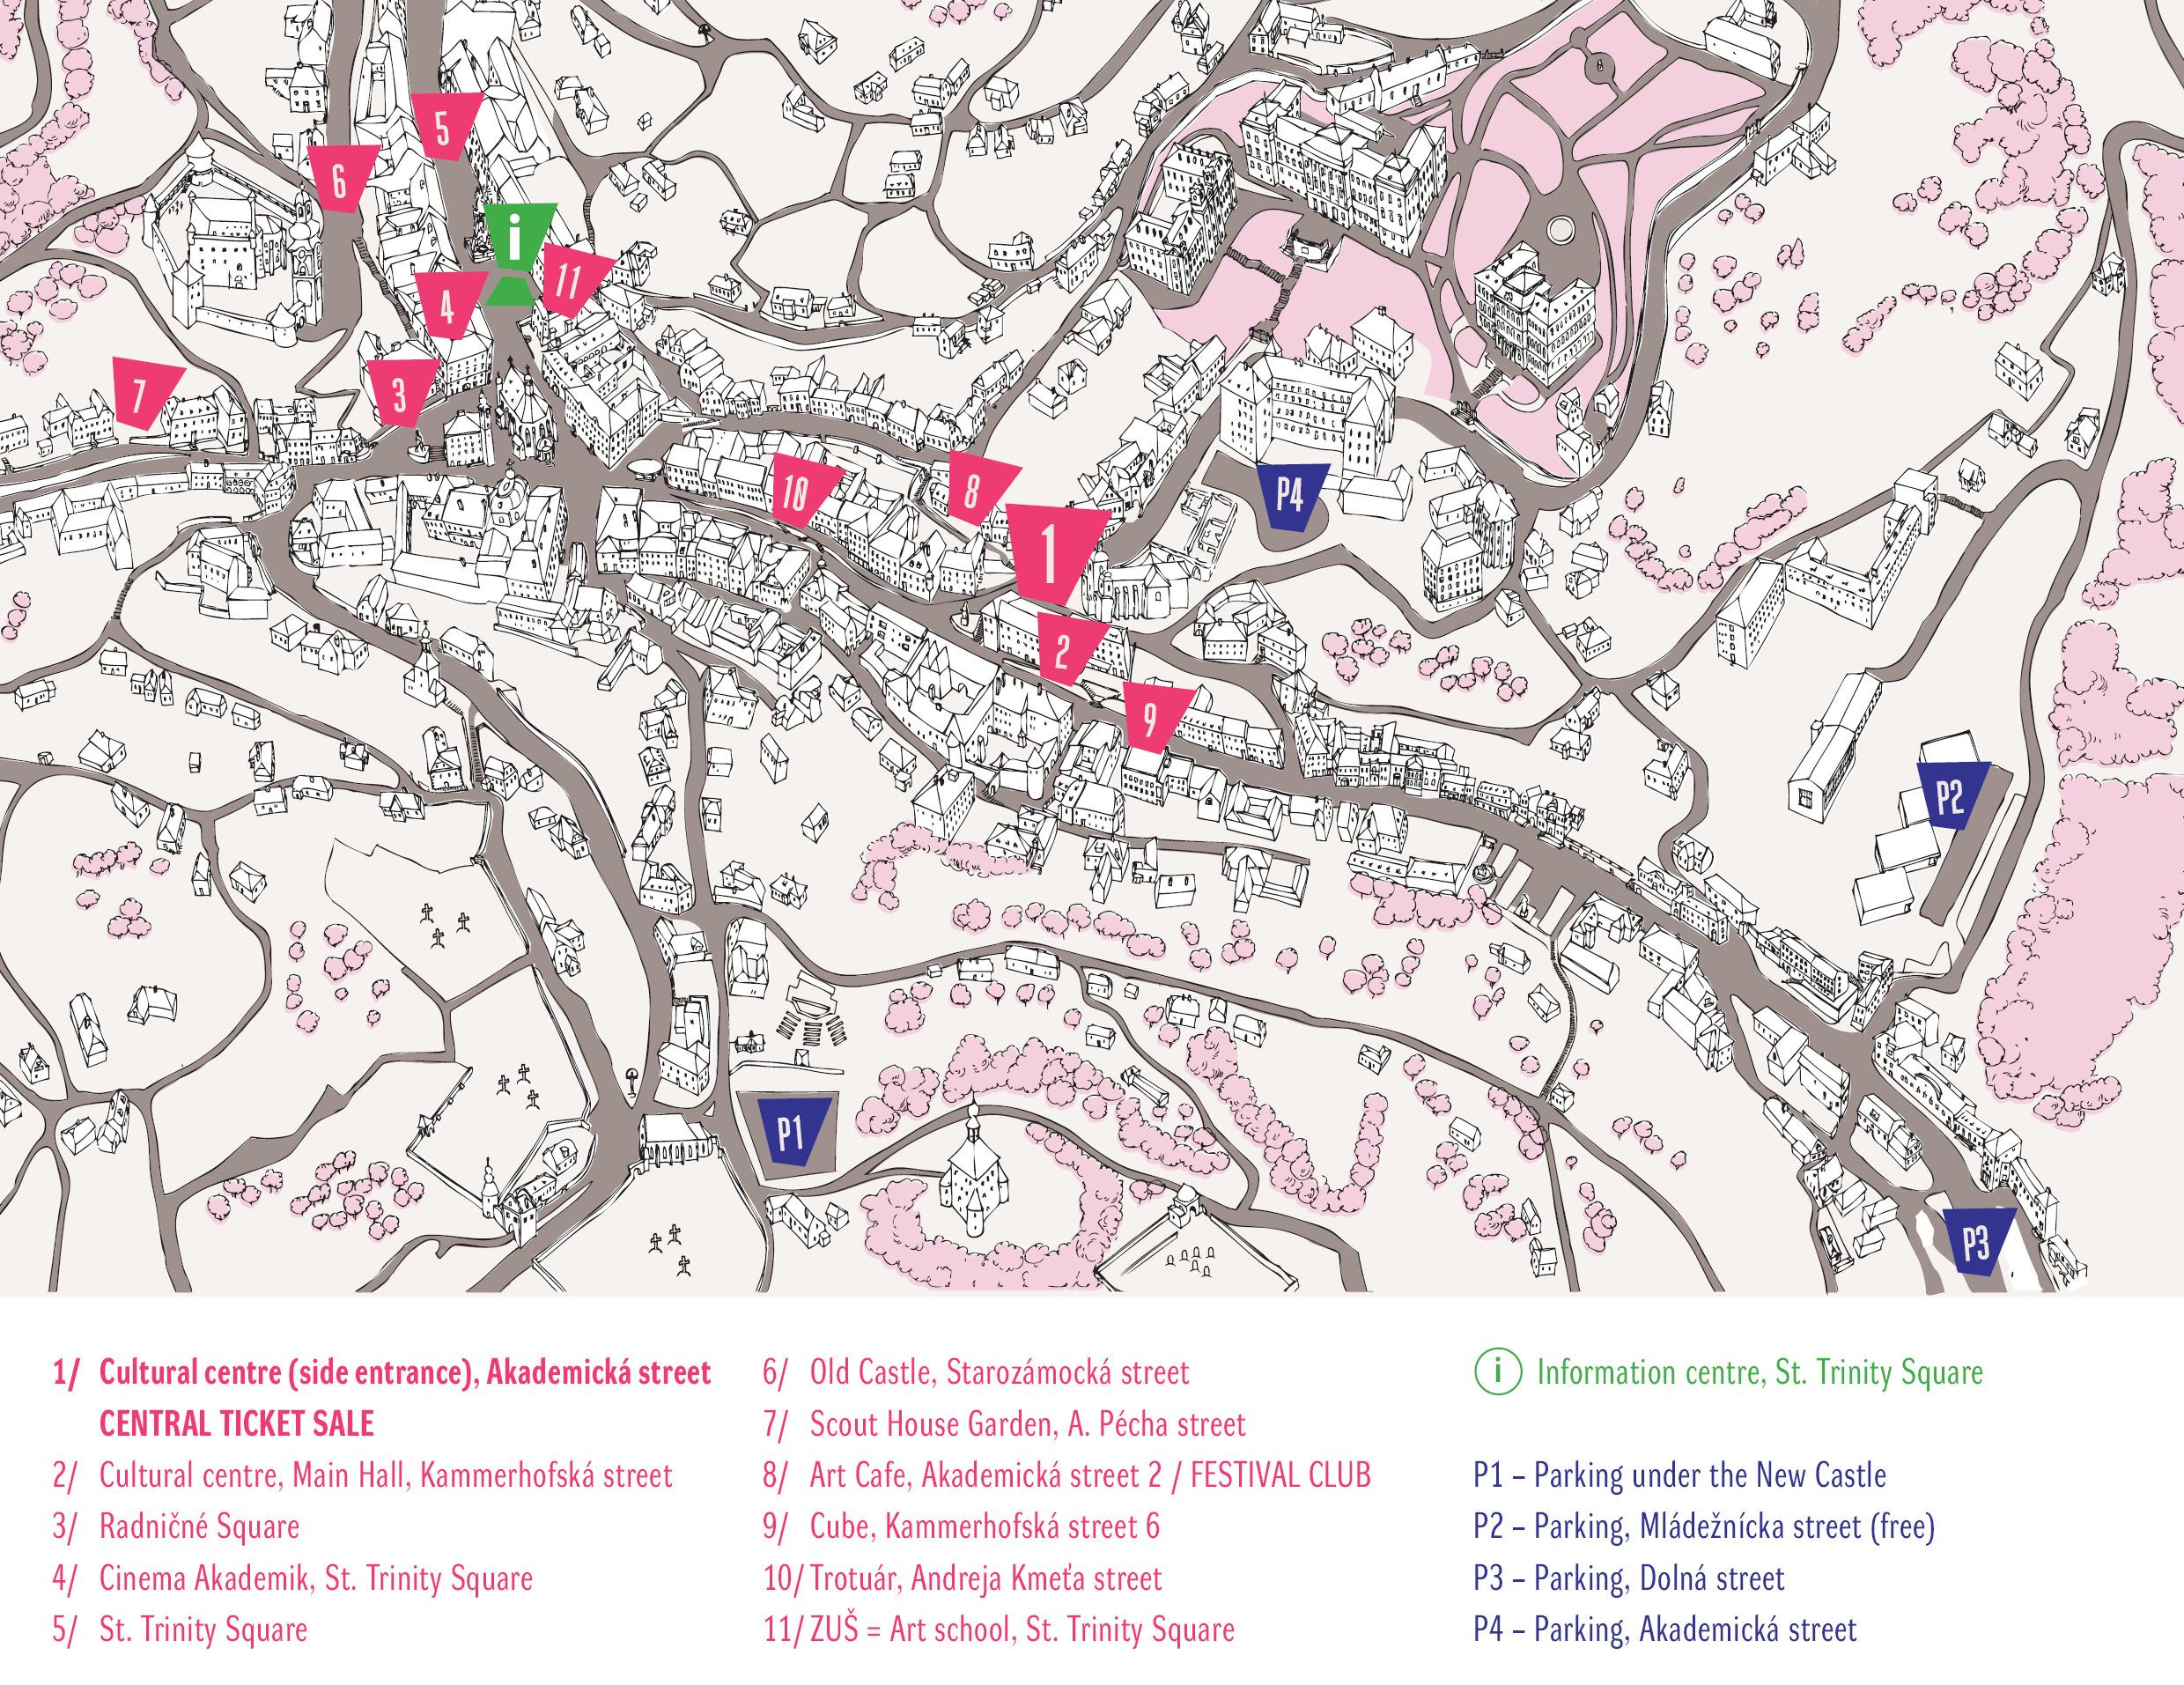 5
6
i
11
4
3
7
10
8
1
P4
2
9
P2
P1
P3
1/ Cultural centre (side entrance), Akademická street
CENTRAL TICKET SALE
2/ Cultural centre, Main Hall, Kammerhofská street
3/ Radničné Square
4/ Cinema Akademik, St. Trinity Square
5/ St. Trinity Square
6/ Old Castle, Starozámocká street
7/ Scout House Garden, A. Pécha street
8/ Art Cafe, Akademická street 2 / FESTIVAL CLUB
9/ Cube, Kammerhofská street 6
10/ Trotuár, Andreja Kmeťa street
11/ ZUŠ = Art school, St. Trinity Square
i Information centre, St. Trinity Square
P1 – Parking under the New Castle
P2 – Parking, Mládežnícka street (free)
P3 – Parking, Dolná street
P4 – Parking, Akademická street